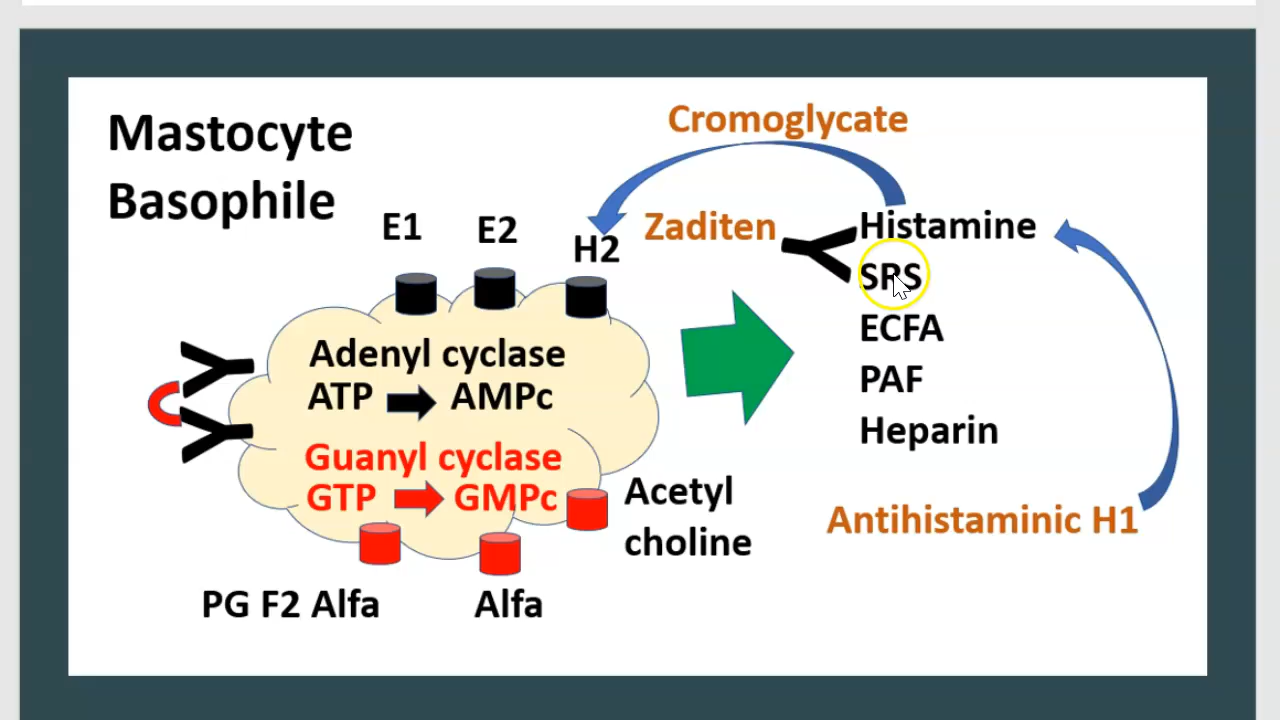 Mastocyte
Basophile
Cromoglycate
E1
E2
H2
Zaditen
Histamine
SRS
ECFA
PAF
Heparin
Adenyl cyclase
ATP AMPc
Guanyl cyclase
GTP GMPc
Acetyl
choline
Antihistaminic H1
PG F2 Alfa
Alfa